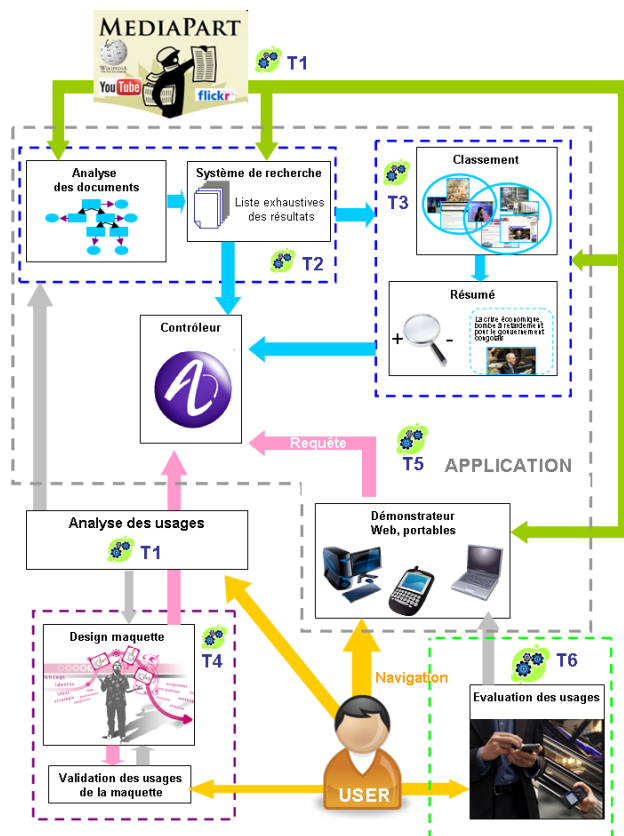 MEDIAPART
WIKIPEDIA
YouTube
flickr
T1
Analyse
des documents
Système de recherche
Liste exhaustives
des résultats
T2
T3
Classement
Résumé
+
-
La crise économique,
bombe à retardement
pour le gouvernement
congolais
Contrôleur
Requête
T5
APPLICATION
Analyse des usages
T1
Démonstrateur
Web, portables
Design maquette
T4
Validation des usages
de la maquette
Navigation
USER
T6
Evaluation des usages